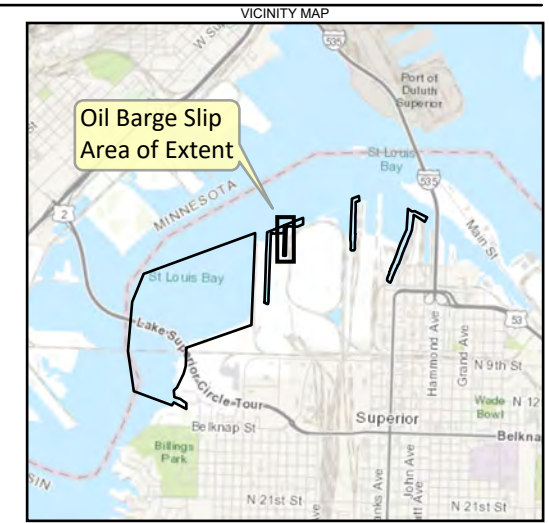 VICINITY MAP
535
Port of
Duluth
Superior
Oil Barge Slip
Area of Extent
St Louis
Bay
535
MINNESOTA
2
Main St
St Louis Bay
Lake-Superior-Circle-Tour
53
Hammond Ave
Grand Ave
N 9th St
Wade
Bowl
N 12
Superior
Belknap St
Belkna
Billings
Park
SIN
John Ave
N 21st St
N 21st St